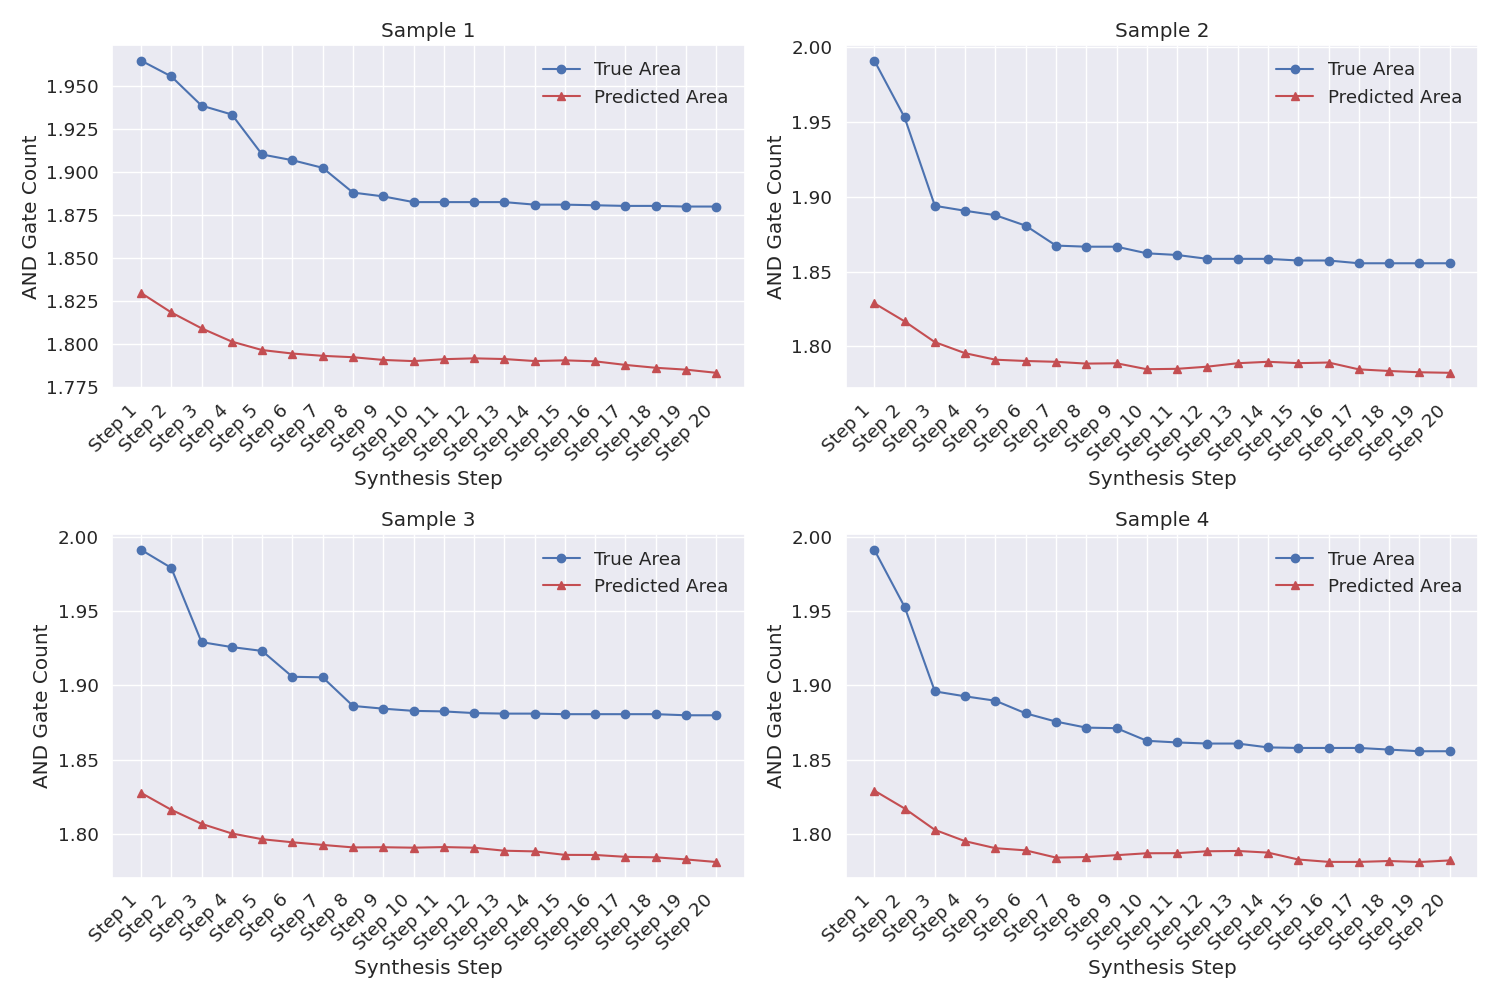 Sample 1
AND Gate Count
1.950
1.925
1.900
1.875
1.850
1.825
1.800
1.775
True Area
Predicted Area
Step 1
Step 2
Step 3
Step 4
Step 5
Step 6
Step 7
Step 8
Step 9
Step 10
Step 11
Step 12
Step 13
Step 14
Step 15
Step 16
Step 17
Step 18
Step 19
Step 20
Synthesis Step
Sample 2
AND Gate Count
2.00
1.95
1.90
1.85
1.80
True Area
Predicted Area
Step 1
Step 2
Step 3
Step 4
Step 5
Step 6
Step 7
Step 8
Step 9
Step 10
Step 11
Step 12
Step 13
Step 14
Step 15
Step 16
Step 17
Step 18
Step 19
Step 20
Synthesis Step
Sample 3
AND Gate Count
2.00
1.95
1.90
1.85
1.80
True Area
Predicted Area
Step 1
Step 2
Step 3
Step 4
Step 5
Step 6
Step 7
Step 8
Step 9
Step 10
Step 11
Step 12
Step 13
Step 14
Step 15
Step 16
Step 17
Step 18
Step 19
Step 20
Synthesis Step
Sample 4
AND Gate Count
2.00
1.95
1.90
1.85
1.80
True Area
Predicted Area
Step 1
Step 2
Step 3
Step 4
Step 5
Step 6
Step 7
Step 8
Step 9
Step 10
Step 11
Step 12
Step 13
Step 14
Step 15
Step 16
Step 17
Step 18
Step 19
Step 20
Synthesis Step